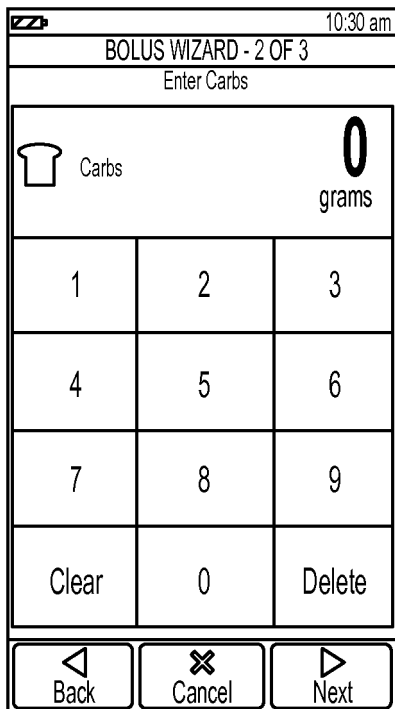 10:30 am
BOLUS WIZARD - 2 OF 3
Enter Carbs
Carbs 0
grams
1 2 3
4 5 6
7 8 9
Clear 0 Delete
Back Cancel Next